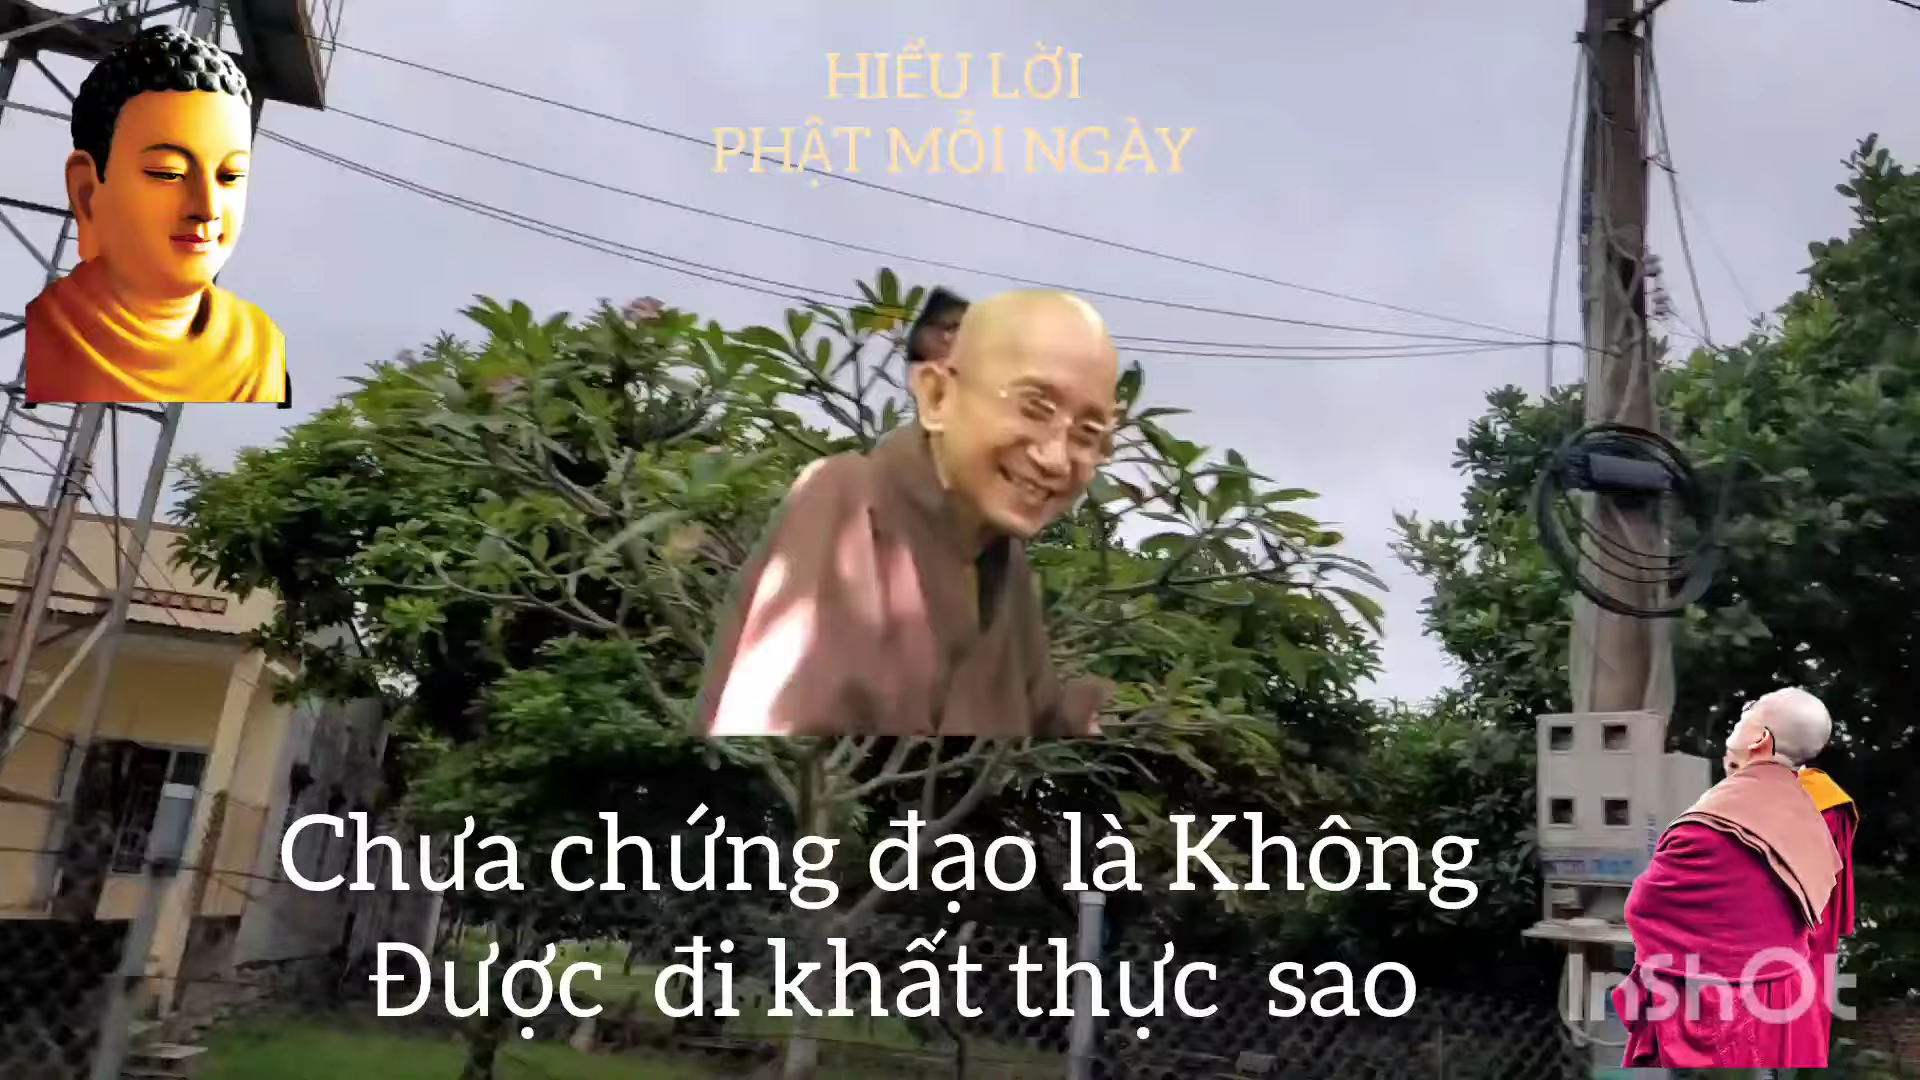 HIỂU LỜI
PHẬT MỖI NGÀY
Chưa chứng đạo là Không
Được đi khất thực sao
InShOt